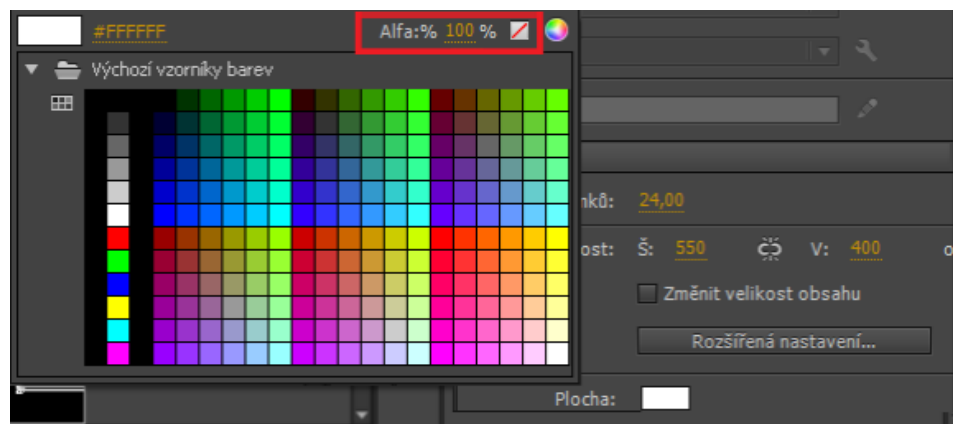 #FFFFFF Alfa:% 100 %
Výchozí vzorníky barev
nků: 24,00
ost: Š: 550 V: 400 o
Změnit velikost obsahu
Rozšířená nastavení...
Plocha: